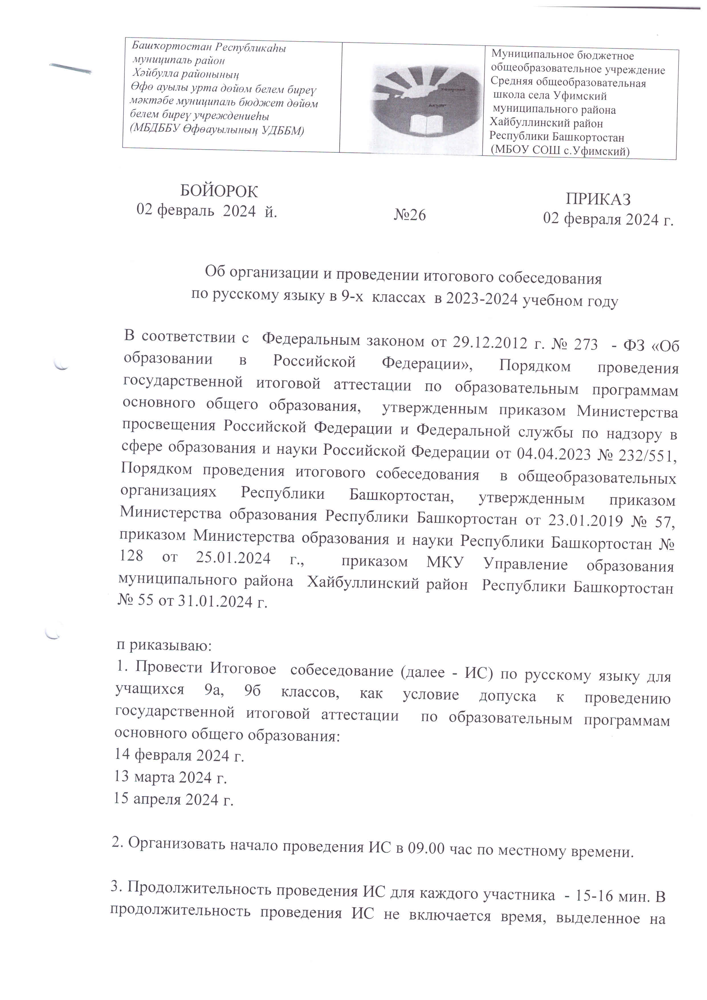 Башҡортостан Республикаһы
муниципаль район
Хәйбулла районының
Өфө ауылы урта дөйөм белем биреү
мәктәбе муниципаль бюджет дөйөм
белем биреү учреждениеһы
(МБДББУ Өфөауылының УДББМ)
Акъяр
Муниципальное бюджетное
общеобразовательное учреждение
Средняя общеобразовательная
школа села Уфимский
муниципального района
Хайбуллинский район
Республики Башкортостан
(МБОУ СОШ с.Уфимский)
БОЙОРОК
ПРИКАЗ
02 февраль 2024 й.
№26
02 февраля 2024 г.
Об организации и проведении итогового собеседования
по русскому языку в 9-х классах в 2023-2024 учебном году
В соответствии с Федеральным законом от 29.12.2012 г. № 273 - ФЗ «Об
образовании в Российской Федерации», Порядком проведения
государственной итоговой аттестации по образовательным программам
основного общего образования, утвержденным приказом Министерства
просвещения Российской Федерации и Федеральной службы по надзору в
сфере образования и науки Российской Федерации от 04.04.2023 № 232/551,
Порядком проведения итогового собеседования в общеобразовательных
организациях Республики Башкортостан, утвержденным приказом
Министерства образования Республики Башкортостан от 23.01.2019 № 57,
приказом Министерства образования и науки Республики Башкортостан №
128 от 25.01.2024 г., приказом МКУ Управление образования
муниципального района Хайбуллинский район Республики Башкортостан
№ 55 от 31.01.2024 г.
п риказываю:
1. Провести Итоговое собеседование (далее - ИС) по русскому языку для
учащихся 9а, 9б классов, как условие допуска к проведению
государственной итоговой аттестации по образовательным программам
основного общего образования:
14 февраля 2024 г.
13 марта 2024 г.
15 апреля 2024 г.
2. Организовать начало проведения ИС в 09.00 час по местному времени.
3. Продолжительность проведения ИС для каждого участника - 15-16 мин. В
продолжительность проведения ИС не включается время, выделенное на